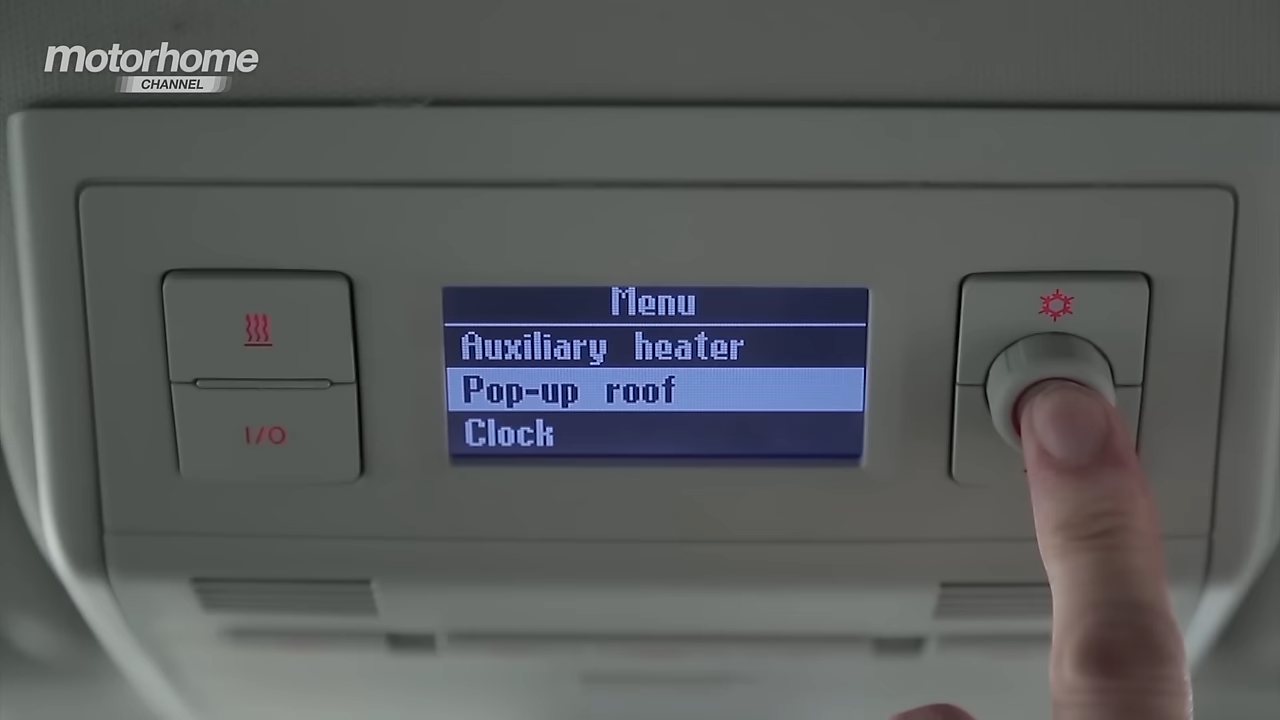 motorhome
CHANNEL
Menu
Auxiliary heater
Pop-up roof
Clock
I/O